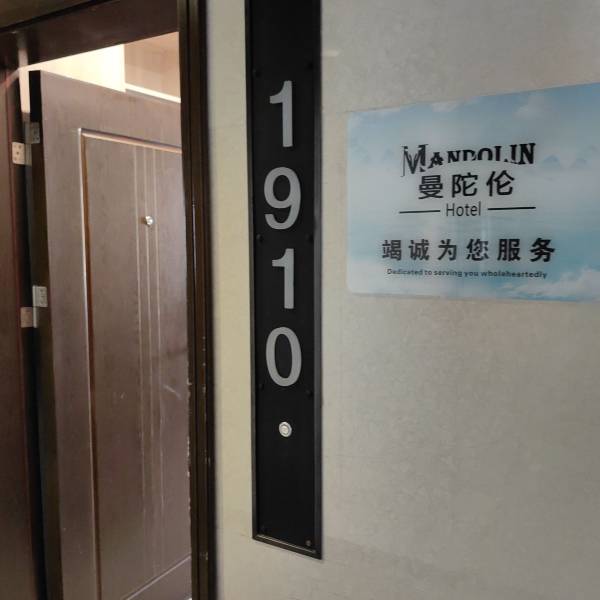 1910
MANDOLIN
曼陀伦
Hotel
竭诚为您服务
Dedicated to serving you wholeheartedly